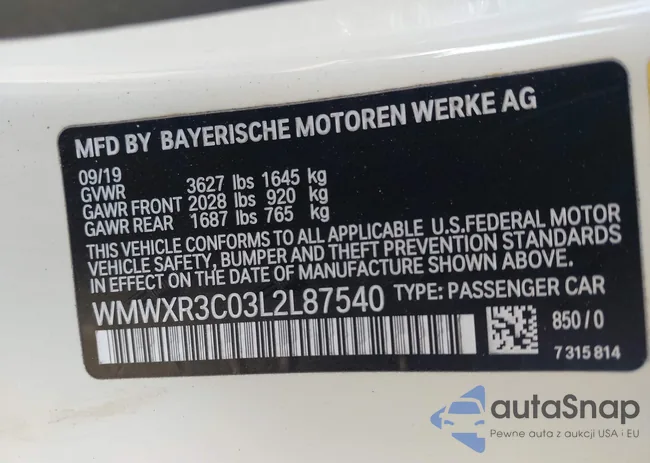 MFD BY BAYERISCHE MOTOREN WERKE AG
09/19
GVWR 3627 lbs 1645 kg
GAWR FRONT 2028 lbs 920 kg
GAWR REAR 1687 lbs 765 kg
THIS VEHICLE CONFORMS TO ALL APPLICABLE U.S.FEDERAL MOTOR
VEHICLE SAFETY, BUMPER AND THEFT PREVENTION STANDARDS
IN EFFECT ON THE DATE OF MANUFACTURE SHOWN ABOVE.
WMWXR3C03L2L87540 TYPE: PASSENGER CAR
850/0
7 315 814
autaSnap
Pewne auta z aukcji USA i EU